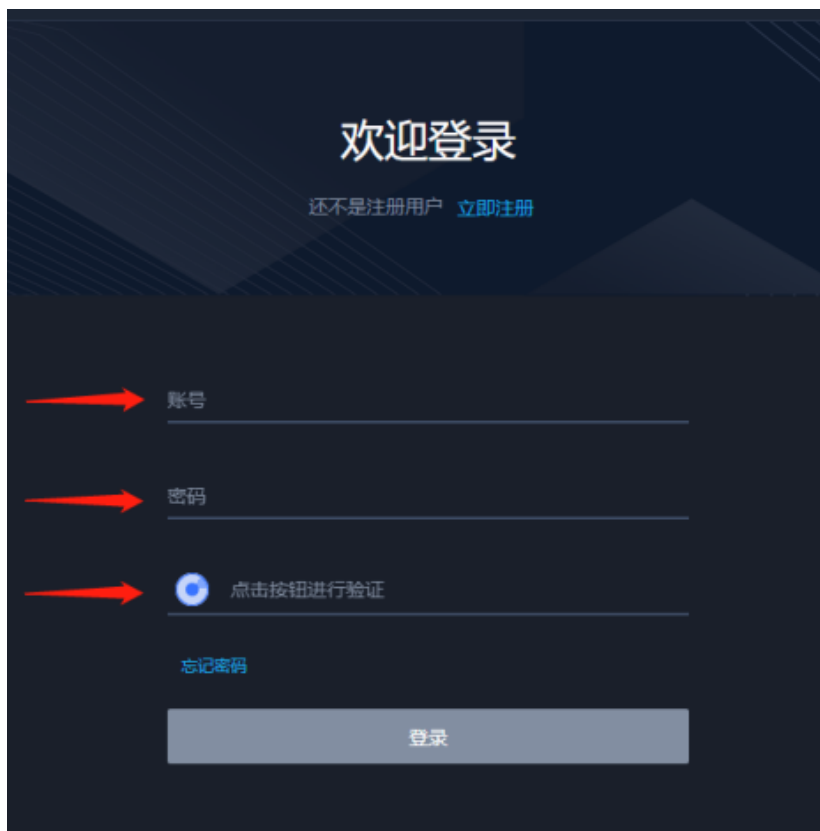 欢迎登录
还不是注册用户 立即注册
账号
密码
点击按钮进行验证
忘记密码
登录